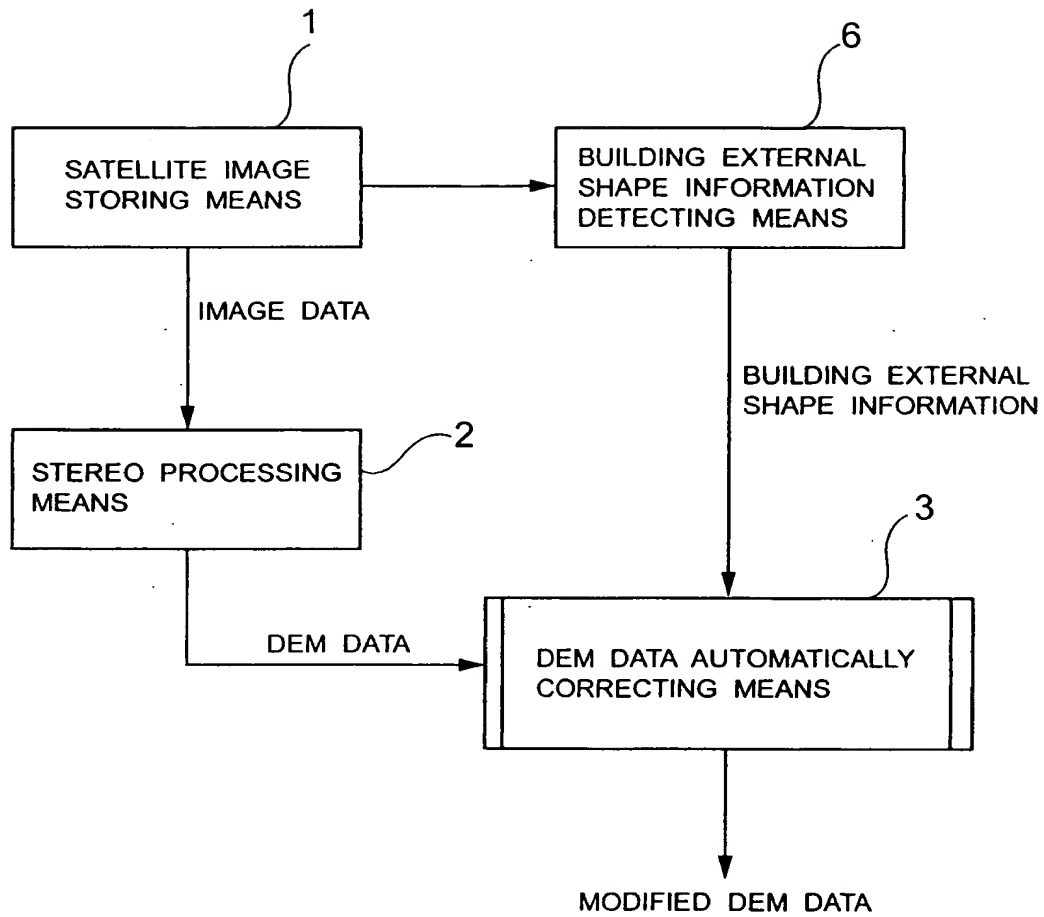 1
6
SATELLITE IMAGE
STORING MEANS
BUILDING EXTERNAL
SHAPE INFORMATION
DETECTING MEANS
IMAGE DATA
BUILDING EXTERNAL
SHAPE INFORMATION
2
STEREO PROCESSING
MEANS
3
DEM DATA
DEM DATA AUTOMATICALLY
CORRECTING MEANS
MODIFIED DEM DATA